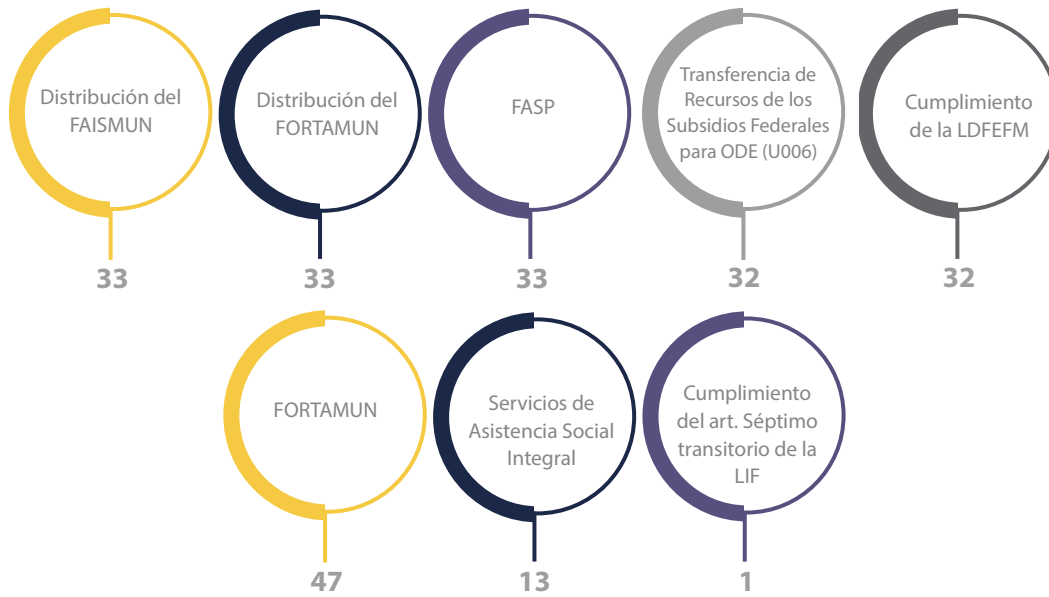 Distribución del
FAISMUN
33
Distribución del
FORTAMUN
33
FASP
33
Transferencia de
Recursos de los
Subsidios Federales
para ODE (U006)
32
Cumplimiento
de la LDFEFM
32
FORTAMUN
47
Servicios de
Asistencia Social
Integral
13
Cumplimiento
del art. Séptimo
transitorio de la
LIF
1